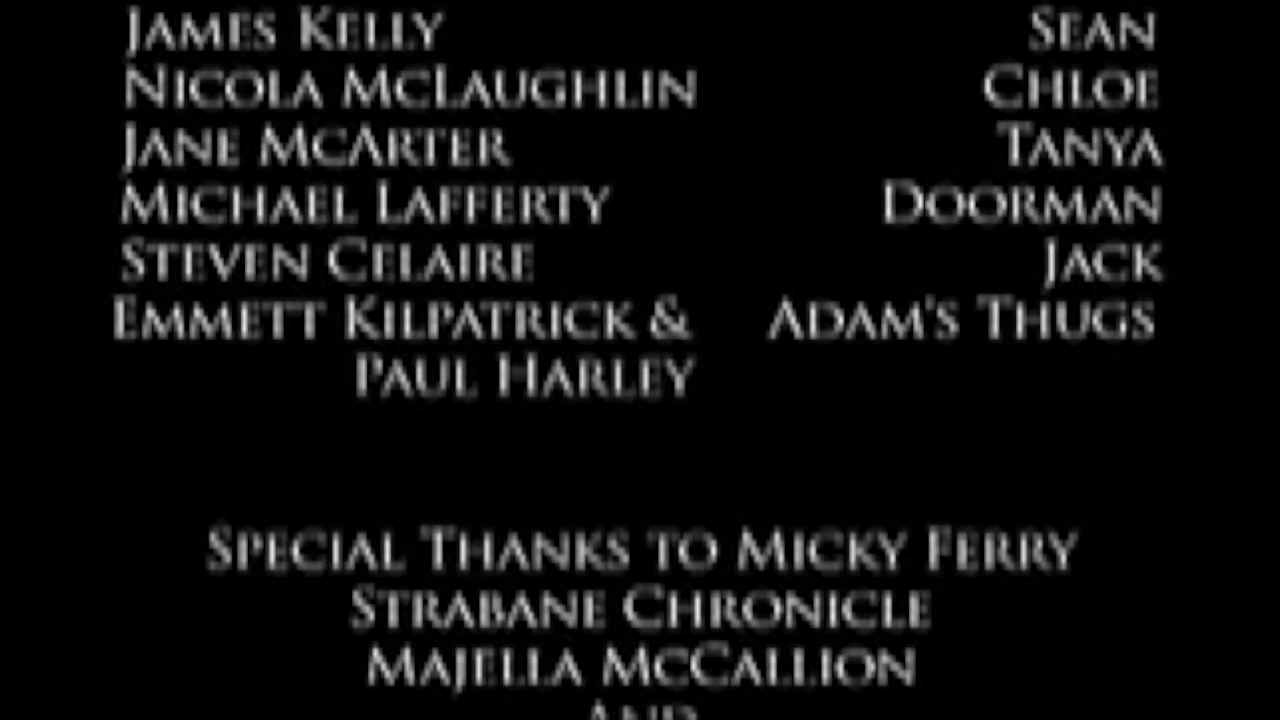 James Kelly Sean
Nicola McLaughlin Chloe
Jane McArter Tanya
Michael Lafferty Doorman
Steven Celaire Jack
Emmett Kilpatrick & Adam's Thugs
Paul Harley
Special Thanks to Micky Ferry
Strabane Chronicle
Majella McCallion
And